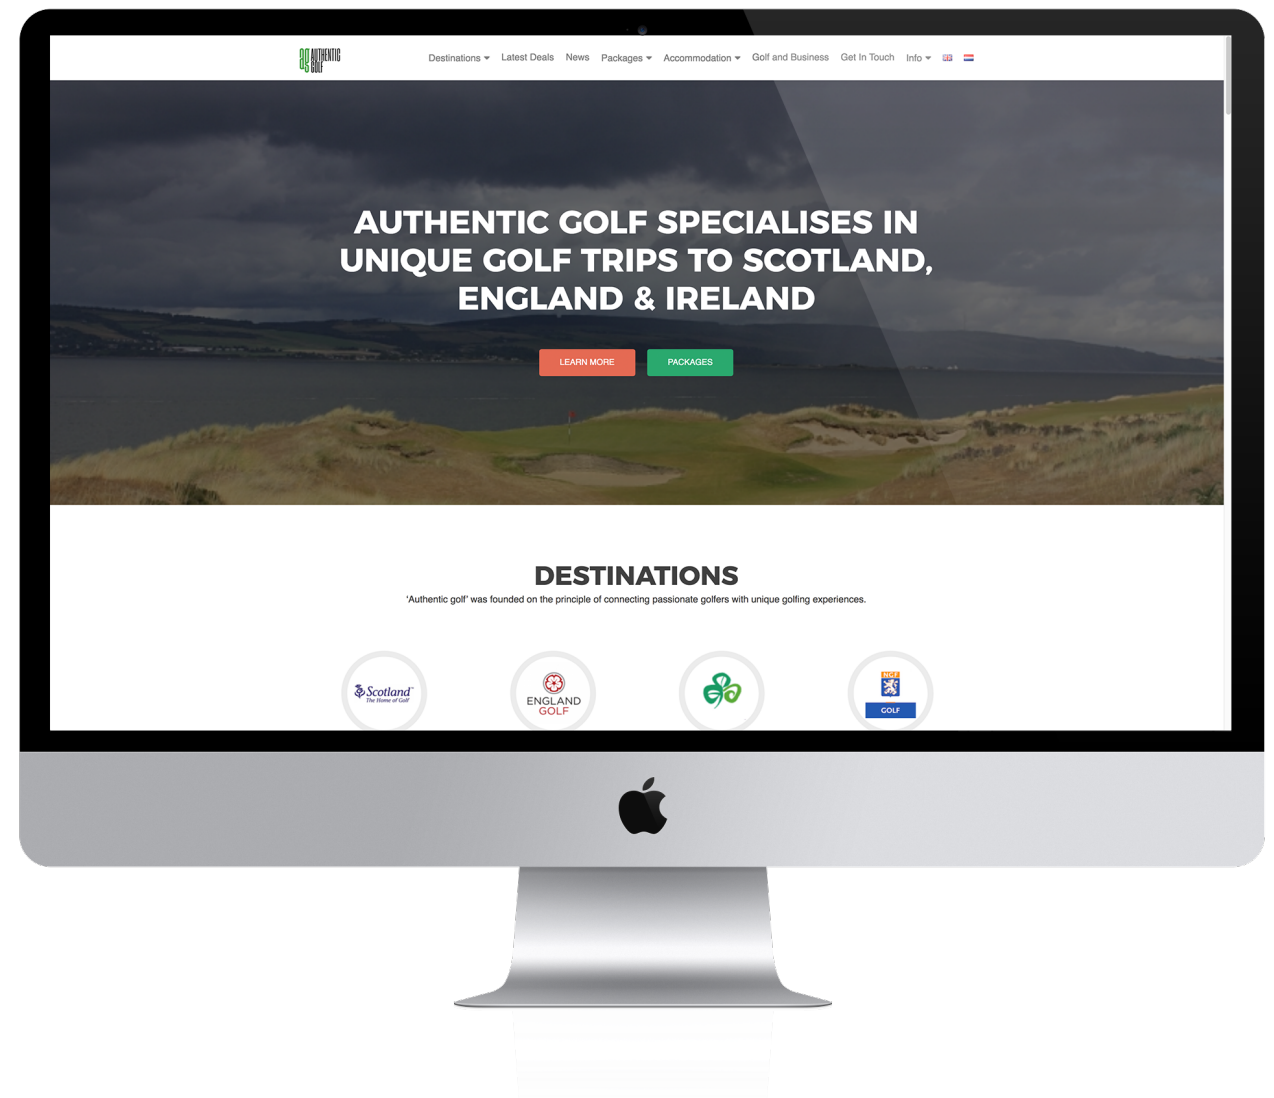 ag AUTHENTIC
GOLF
Destinations Latest Deals News Packages Accommodation Golf and Business Get In Touch Info
AUTHENTIC GOLF SPECIALISES IN
UNIQUE GOLF TRIPS TO SCOTLAND,
ENGLAND & IRELAND
LEARN MORE PACKAGES
DESTINATIONS
‘Authentic golf’ was founded on the principle of connecting passionate golfers with unique golfing experiences.
Scotland
The Home of Golf
ENGLAND
GOLF
NGF
GOLF